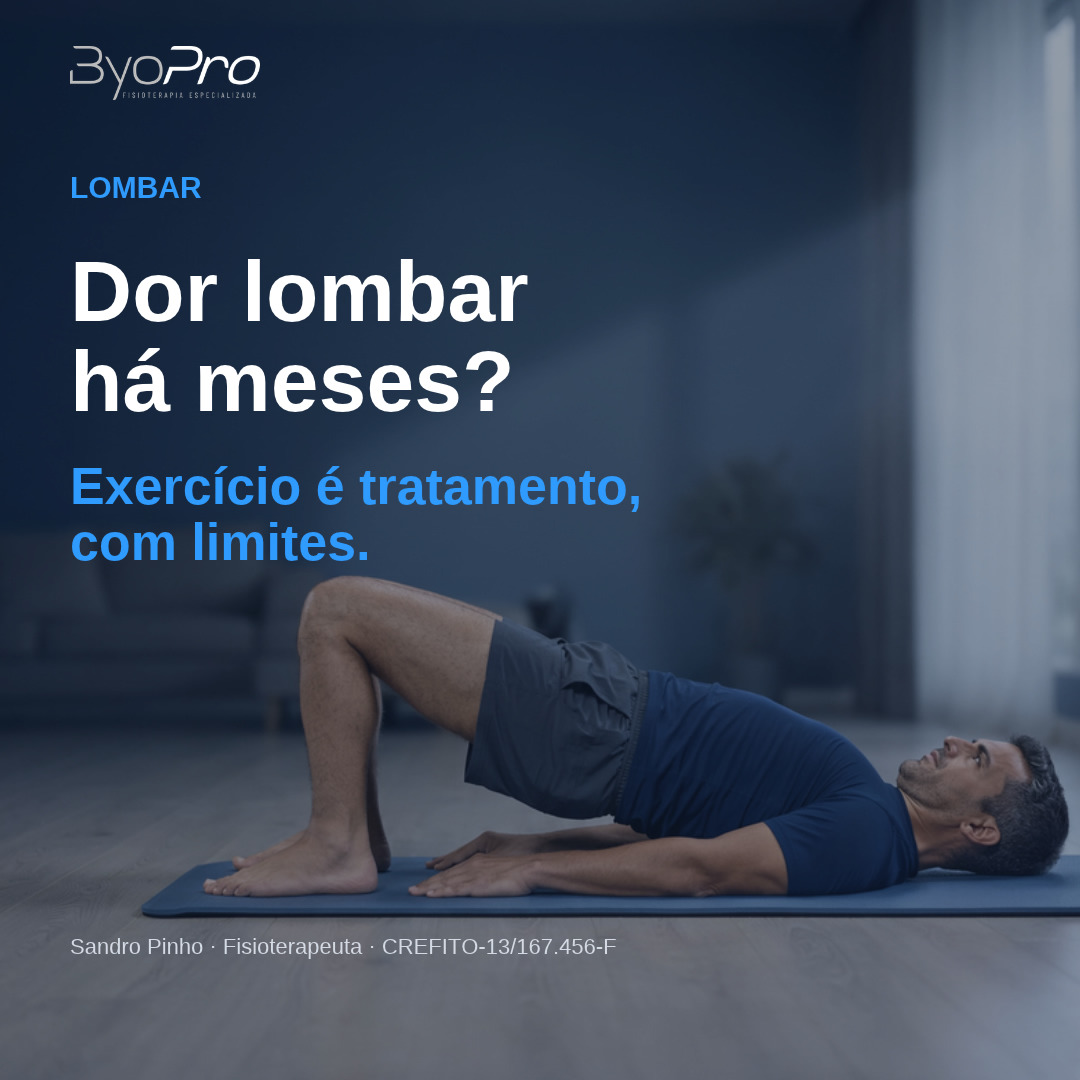 ByoPro
FISIOTERAPIA ESPECIALIZADA
LOMBAR
Dor lombar
há meses?
Exercício é tratamento,
com limites.
Sandro Pinho · Fisioterapeuta · CREFITO-13/167.456-F